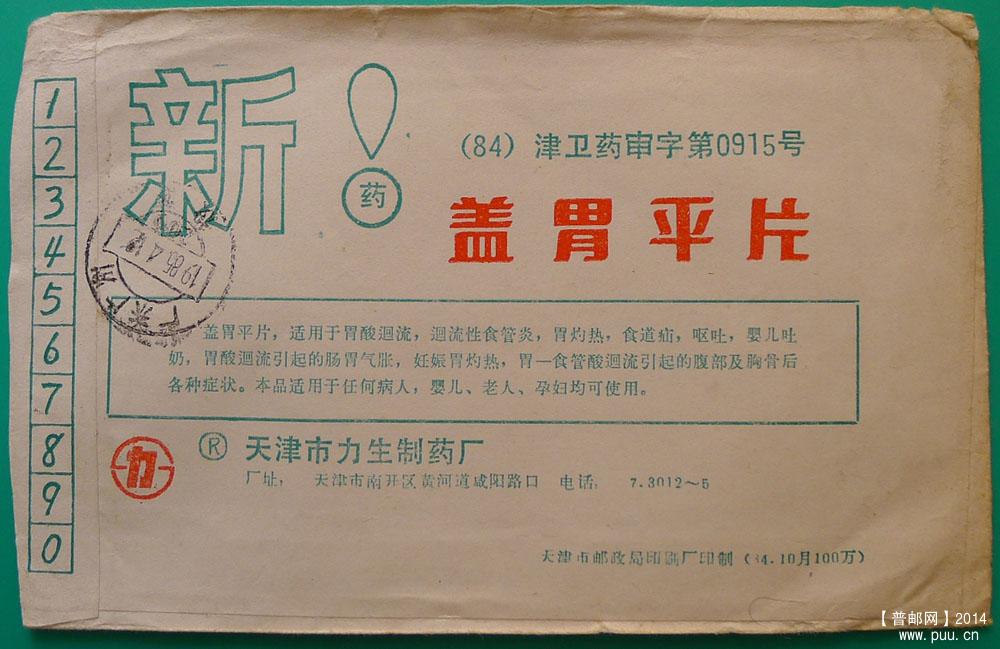 新！
药
(84) 津卫药审字第0915号
盖胃平片
1
2
3
4
5
6
7
8
9
0
广东广州
1985.4.12
盖胃平片，适用于胃酸迴流，迴流性食管炎，胃灼热，食道疝，呕吐，婴儿吐
奶，胃酸迴流引起的肠胃气胀，妊娠胃灼热，胃—食管酸迴流引起的腹部及胸骨后
各种症状。本品适用于任何病人，婴儿、老人、孕妇均可使用。
力
® 天津市力生制药厂
厂址： 天津市南开区黄河道咸阳路口 电话： 7.3012～5
天津市邮政局印刷厂印制 (84.10月100万)
【普邮网】2014
www.puu.cn